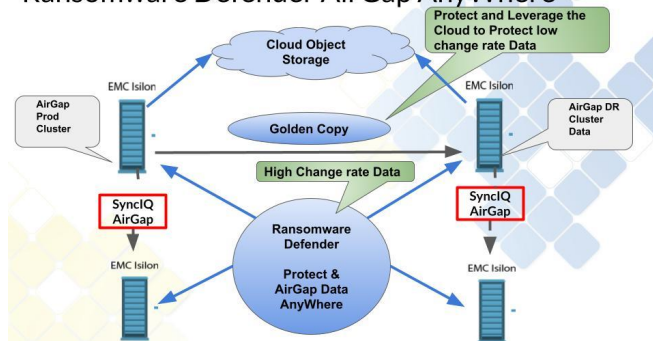 Ransomware Defender Air Gap AnyWhere
Protect and Leverage the
Cloud to Protect low
change rate Data
Cloud Object
Storage
EMC Isilon
EMC Isilon
AirGap
Prod
Cluster
AirGap DR
Cluster
Data
Golden Copy
High Change rate Data
SyncIQ
AirGap
SyncIQ
AirGap
Ransomware
Defender
Protect &
AirGap Data
AnyWhere
EMC Isilon
EMC Isilon